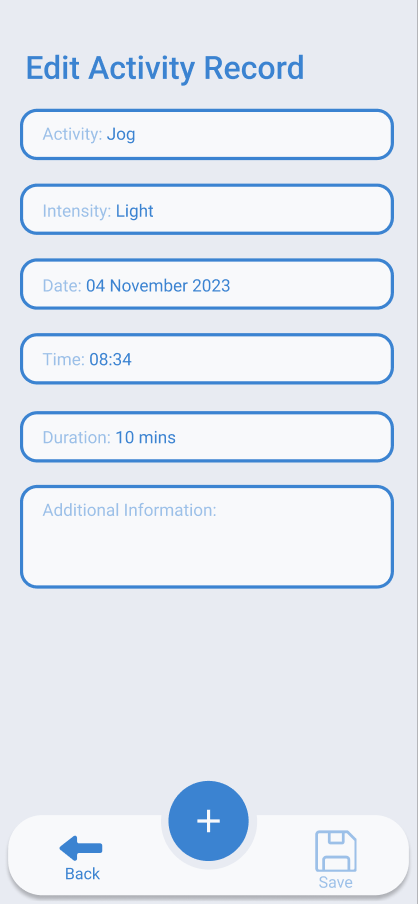 Edit Activity Record
Activity: Jog
Intensity: Light
Date: 04 November 2023
Time: 08:34
Duration: 10 mins
Additional Information:
Back
Save